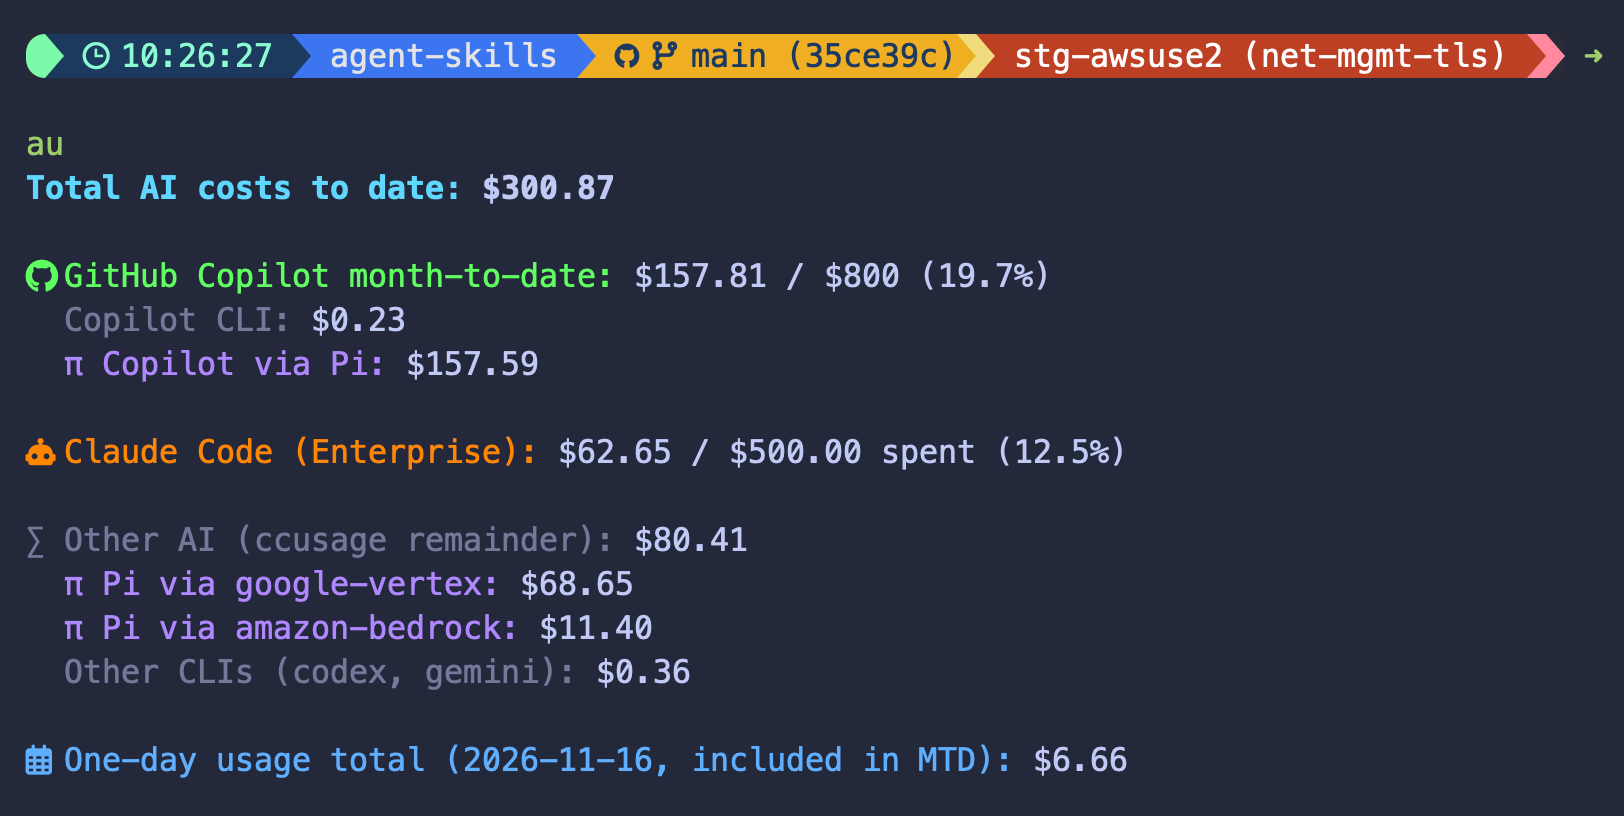 10:26:27 agent-skills main (35ce39c) stg-awsuse2 (net-mgmt-tls) ➜
au
Total AI costs to date: $300.87
GitHub Copilot month-to-date: $157.81 / $800 (19.7%)
Copilot CLI: $0.23
π Copilot via Pi: $157.59
Claude Code (Enterprise): $62.65 / $500.00 spent (12.5%)
∑ Other AI (ccusage remainder): $80.41
π Pi via google-vertex: $68.65
π Pi via amazon-bedrock: $11.40
Other CLIs (codex, gemini): $0.36
One-day usage total (2026-11-16, included in MTD): $6.66